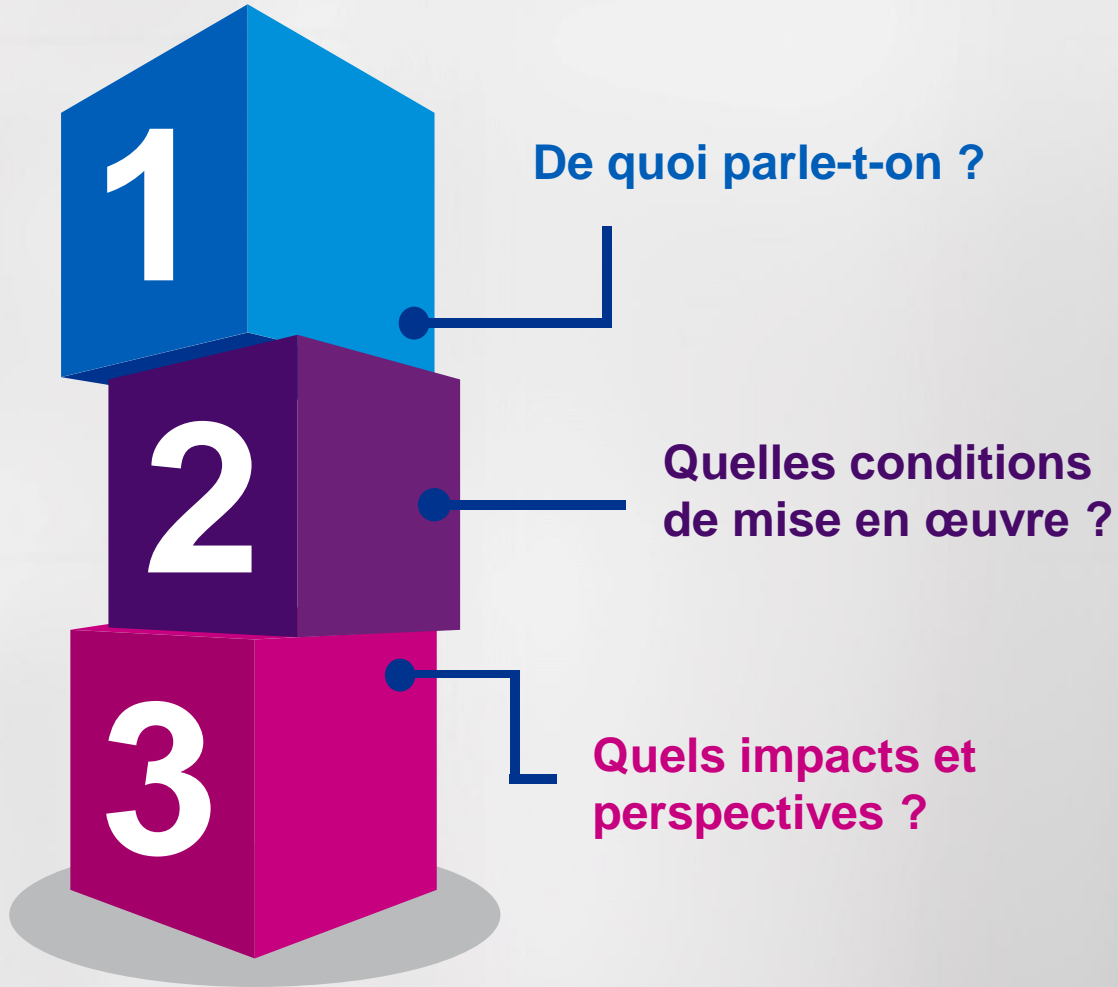 1
De quoi parle-t-on ?
2
Quelles conditions
de mise en œuvre ?
3
Quels impacts et
perspectives ?